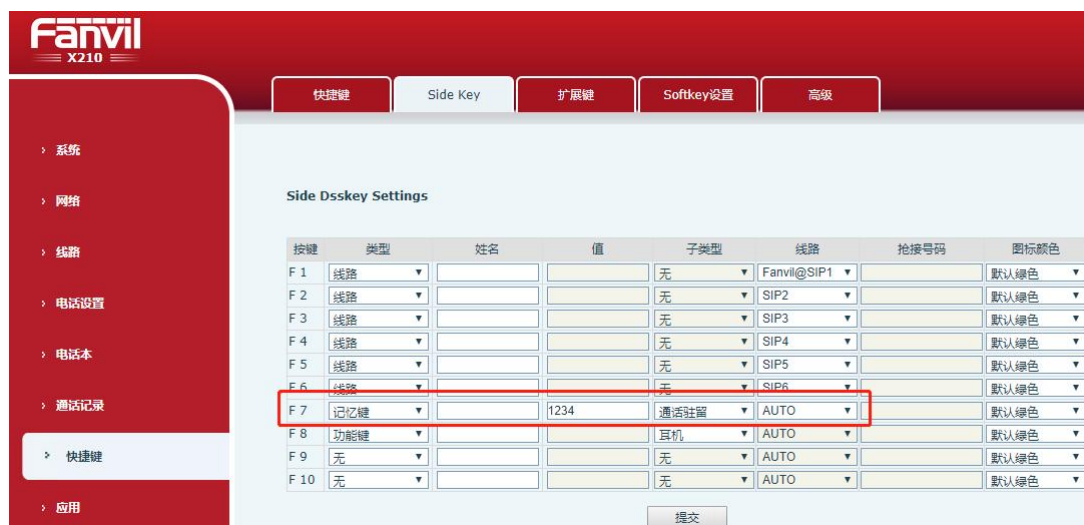 Fanvil
X210
快捷键 Side Key 扩展键 Softkey设置 高级
系统
网络
线路
电话设置
电话本
通话记录
快捷键
应用
Side Dsskey Settings
按键 类型 姓名 值 子类型 线路 抢接号码 图标颜色
F 1 线路 无 Fanvil@SIP1 默认绿色
F 2 线路 无 SIP2 默认绿色
F 3 线路 无 SIP3 默认绿色
F 4 线路 无 SIP4 默认绿色
F 5 线路 无 SIP5 默认绿色
F 6 线路 无 SIP6 默认绿色
F 7 记忆键 1234 通话驻留 AUTO 默认绿色
F 8 功能键 耳机 AUTO 默认绿色
F 9 无 无 AUTO 默认绿色
F 10 无 无 AUTO 默认绿色
提交